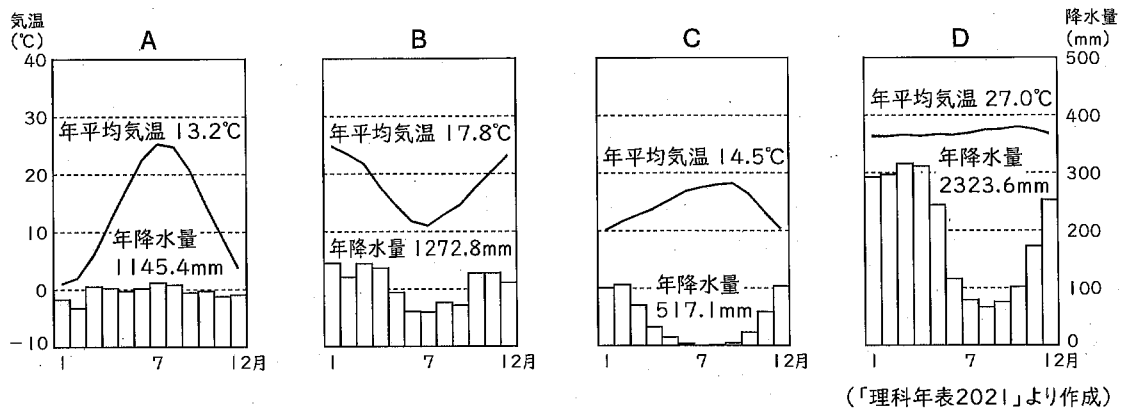 気温
(℃)
A
B
C
D
降水量
(mm)
40
30
20
10
0
-10
500
400
300
200
100
0
年平均気温 13.2℃
年降水量
1145.4mm
1
7
12月
年平均気温 17.8℃
年降水量 1272.8mm
1
7
12月
年平均気温 14.5℃
年降水量
517.1mm
1
7
12月
年平均気温 27.0℃
年降水量
2323.6mm
1
7
12月
(「理科年表2021」より作成)